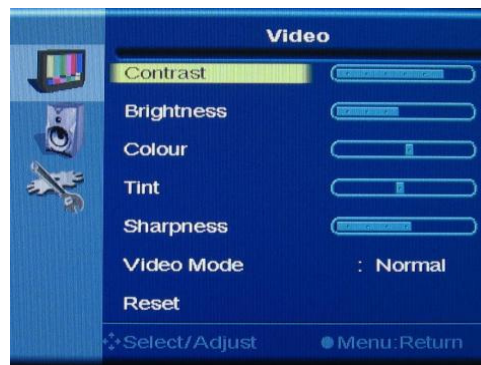 Video
Contrast
Brightness
Colour
Tint
Sharpness
Video Mode : Normal
Reset
Select/Adjust Menu:Return